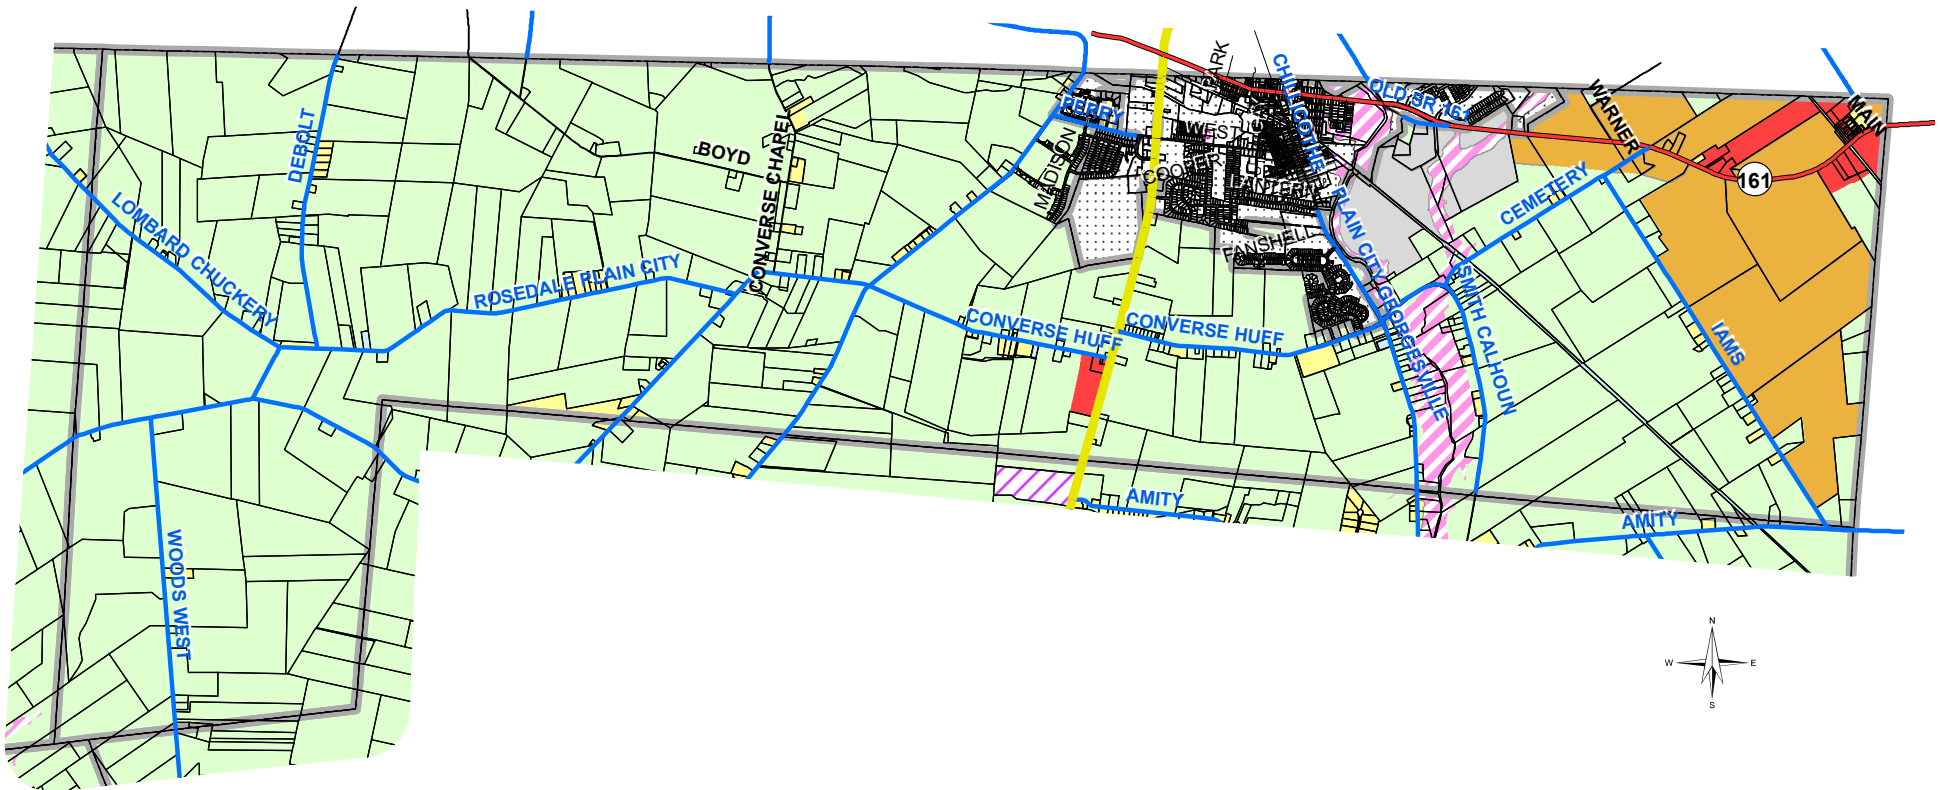 PARK
CHILLICOTHE
OLD SR 161
WARNER
MAIN
DEBOLT
PERRY
WEST
BOYD
CONVERSE CHAPEL
MADISON
COOPER
161
LOMBARD CHUCKERY
PLAIN CITY GEORGESVILLE
CEMETERY
FANSHELL
ROSEDALE PLAIN CITY
SMITH CALHOUN
CONVERSE HUFF
CONVERSE HUFF
IAMS
AMITY
AMITY
WOODS WEST
N
W
E
S